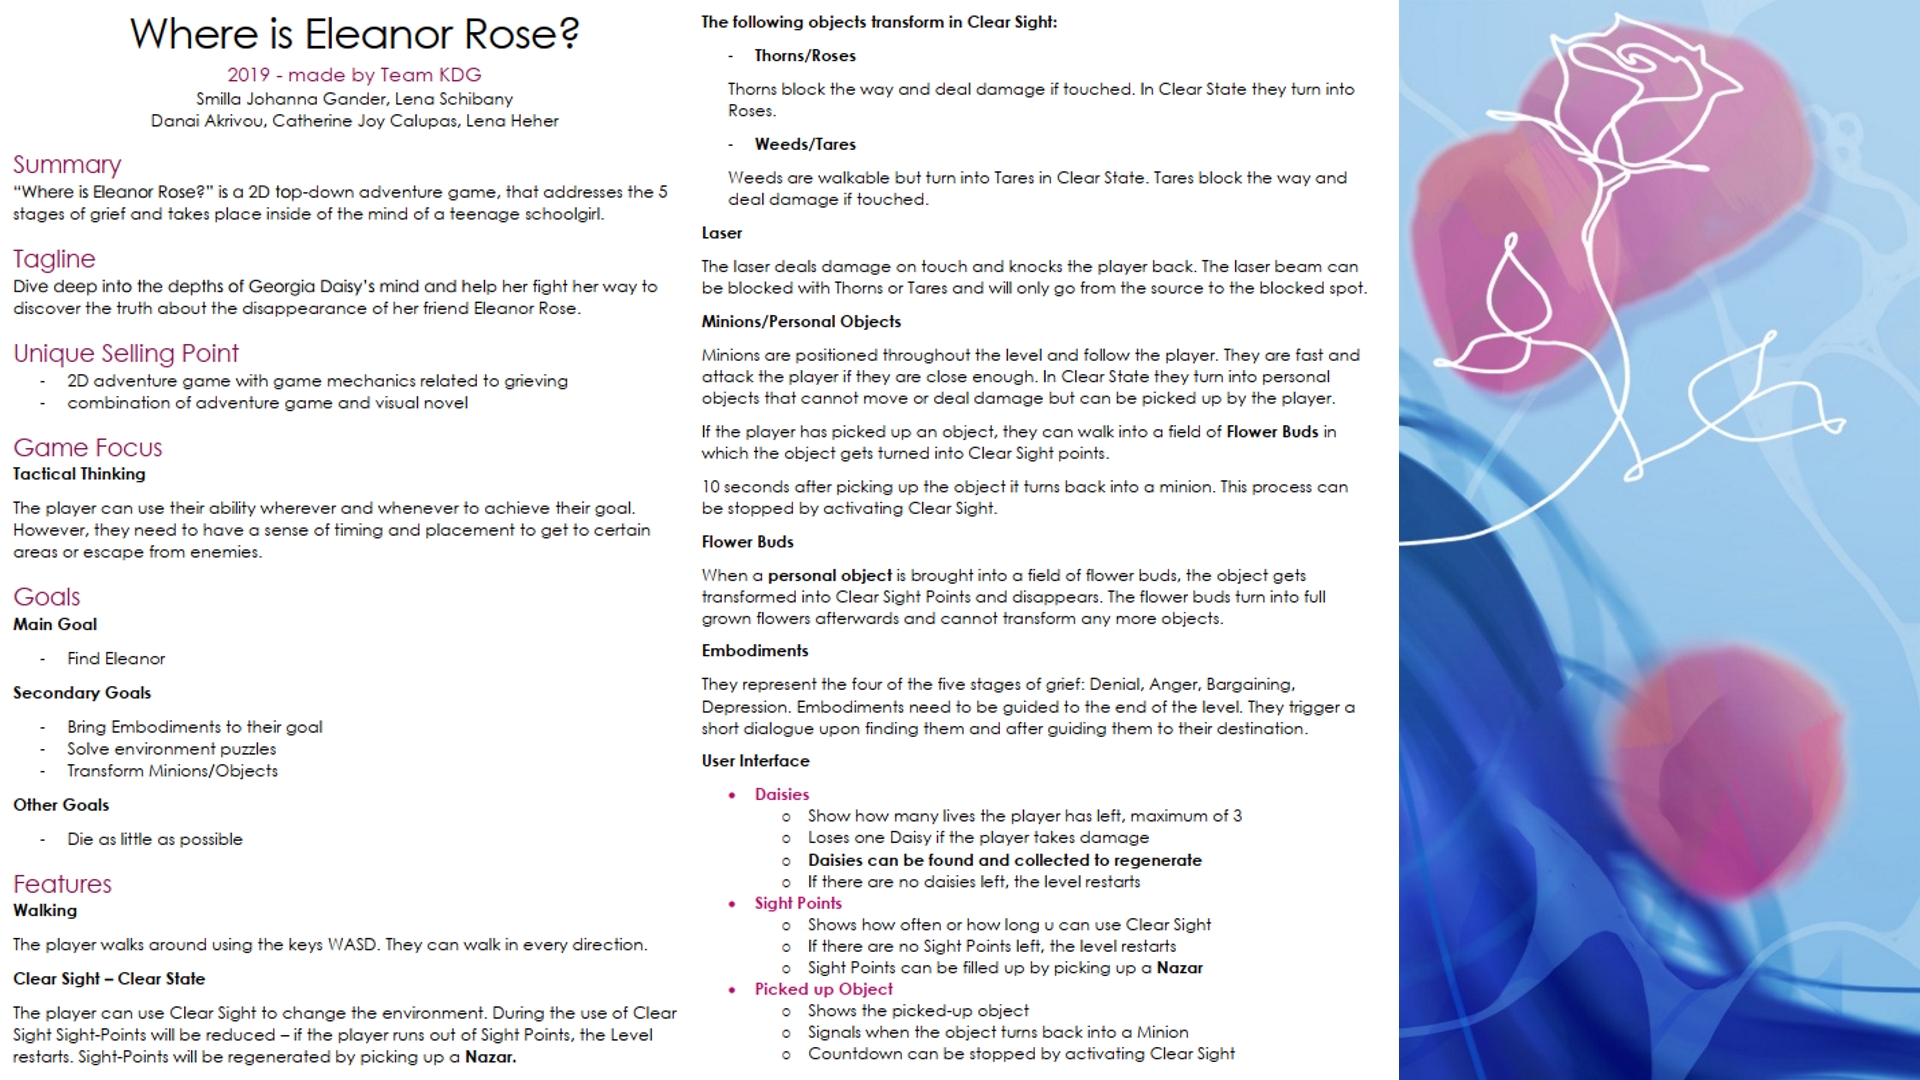 Where is Eleanor Rose?
2019 - made by Team KDG
Smilla Johanna Gander, Lena Schibany
Danai Akrivou, Catherine Joy Calupas, Lena Heher
Summary
“Where is Eleanor Rose?” is a 2D top-down adventure game, that addresses the 5
stages of grief and takes place inside of the mind of a teenage schoolgirl.
Tagline
Dive deep into the depths of Georgia Daisy’s mind and help her fight her way to
discover the truth about the disappearance of her friend Eleanor Rose.
Unique Selling Point
- 2D adventure game with game mechanics related to grieving
- combination of adventure game and visual novel
Game Focus
Tactical Thinking
The player can use their ability wherever and whenever to achieve their goal.
However, they need to have a sense of timing and placement to get to certain
areas or escape from enemies.
Goals
Main Goal
- Find Eleanor
Secondary Goals
- Bring Embodiments to their goal
- Solve environment puzzles
- Transform Minions/Objects
Other Goals
- Die as little as possible
Features
Walking
The player walks around using the keys WASD. They can walk in every direction.
Clear Sight – Clear State
The player can use Clear Sight to change the environment. During the use of Clear
Sight Sight-Points will be reduced – if the player runs out of Sight Points, the Level
restarts. Sight-Points will be regenerated by picking up a Nazar.
The following objects transform in Clear Sight:
- Thorns/Roses
Thorns block the way and deal damage if touched. In Clear State they turn into
Roses.
- Weeds/Tares
Weeds are walkable but turn into Tares in Clear State. Tares block the way and
deal damage if touched.
Laser
The laser deals damage on touch and knocks the player back. The laser beam can
be blocked with Thorns or Tares and will only go from the source to the blocked spot.
Minions/Personal Objects
Minions are positioned throughout the level and follow the player. They are fast and
attack the player if they are close enough. In Clear State they turn into personal
objects that cannot move or deal damage but can be picked up by the player.
If the player has picked up an object, they can walk into a field of Flower Buds in
which the object gets turned into Clear Sight points.
10 seconds after picking up the object it turns back into a minion. This process can
be stopped by activating Clear Sight.
Flower Buds
When a personal object is brought into a field of flower buds, the object gets
transformed into Clear Sight Points and disappears. The flower buds turn into full
grown flowers afterwards and cannot transform any more objects.
Embodiments
They represent the four of the five stages of grief: Denial, Anger, Bargaining,
Depression. Embodiments need to be guided to the end of the level. They trigger a
short dialogue upon finding them and after guiding them to their destination.
User Interface
• Daisies
o Show how many lives the player has left, maximum of 3
o Loses one Daisy if the player takes damage
o Daisies can be found and collected to regenerate
o If there are no daisies left, the level restarts
• Sight Points
o Shows how often or how long u can use Clear Sight
o If there are no Sight Points left, the level restarts
o Sight Points can be filled up by picking up a Nazar
• Picked up Object
o Shows the picked-up object
o Signals when the object turns back into a Minion
o Countdown can be stopped by activating Clear Sight